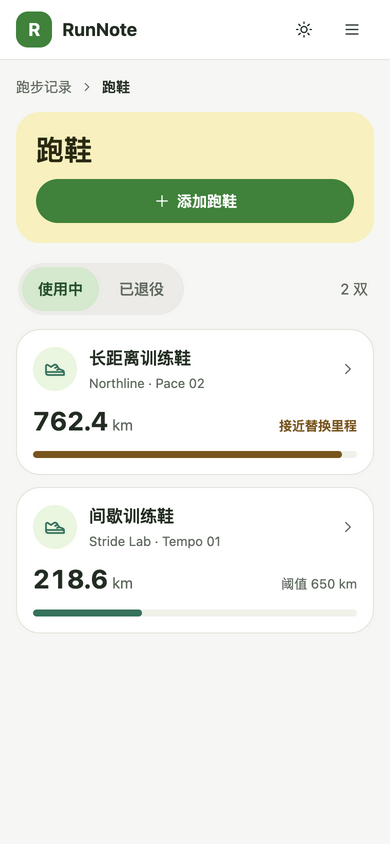 R RunNote
跑步记录 > 跑鞋
跑鞋
+ 添加跑鞋
使用中 已退役 2 双
长距离训练鞋
Northline · Pace 02
762.4 km 接近替换里程
间歇训练鞋
Stride Lab · Tempo 01
218.6 km 阈值 650 km